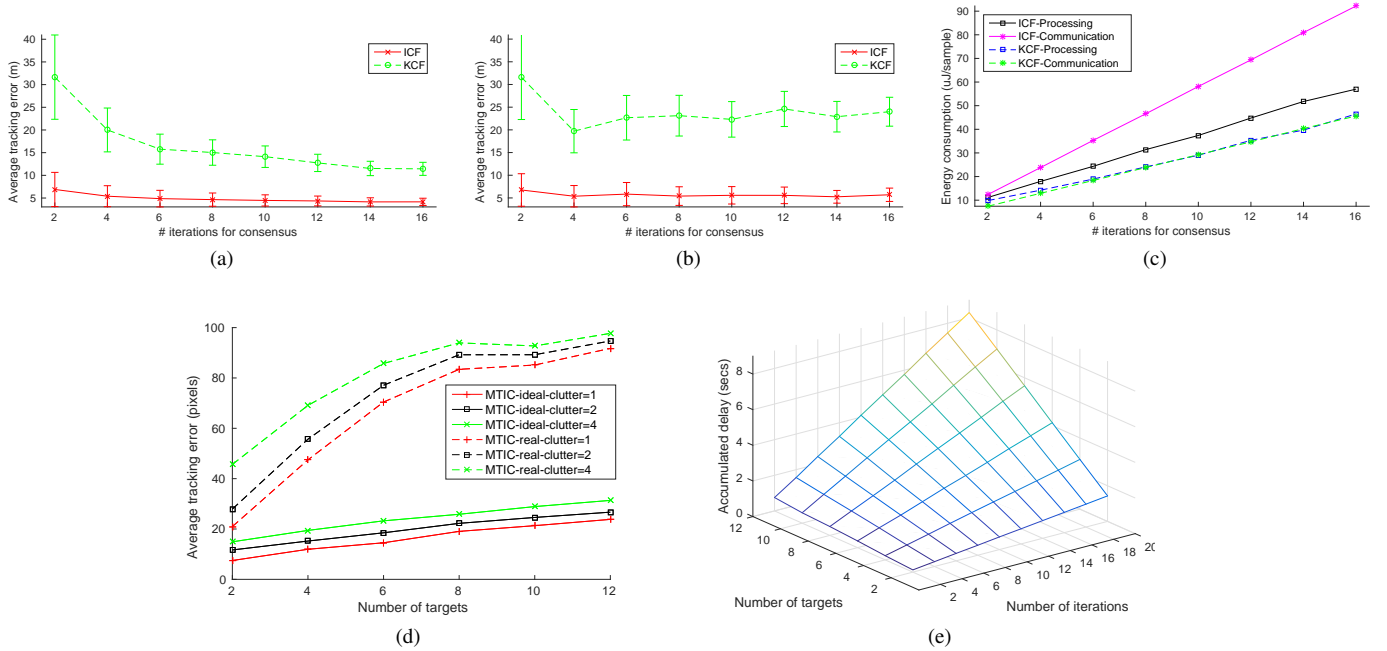 40
35
30
25
20
15
10
5
Average tracking error (m)
ICF
KCF
2 4 6 8 10 12 14 16
# iterations for consensus
(a)
40
35
30
25
20
15
10
5
Average tracking error (m)
ICF
KCF
2 4 6 8 10 12 14 16
# iterations for consensus
(b)
90
80
70
60
50
40
30
20
10
Energy consumption (uJ/sample)
ICF-Processing
ICF-Communication
KCF-Processing
KCF-Communication
2 4 6 8 10 12 14 16
# iterations for consensus
(c)
100
80
60
40
20
0
Average tracking error (pixels)
MTIC-ideal-clutter=1
MTIC-ideal-clutter=2
MTIC-ideal-clutter=4
MTIC-real-clutter=1
MTIC-real-clutter=2
MTIC-real-clutter=4
2 4 6 8 10 12
Number of targets
(d)
8
6
4
2
0
Accumulated delay (secs)
12 10 8 6 4 2
Number of targets
2 4 6 8 10 12 14 16 18 20
Number of iterations
(e)